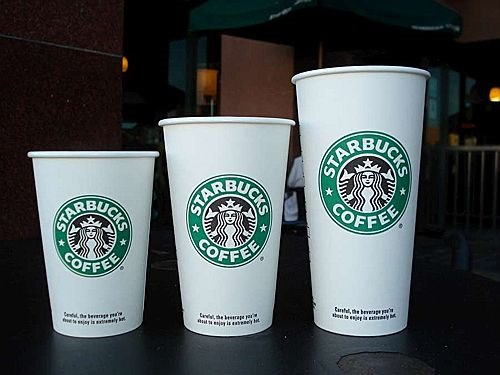 STARBUCKS
COFFEE
Careful, the beverage you're
about to enjoy is extremely hot.
STARBUCKS
COFFEE
Careful, the beverage you're
about to enjoy is extremely hot.
STARBUCKS
COFFEE
Careful, the beverage you're
about to enjoy is extremely hot.